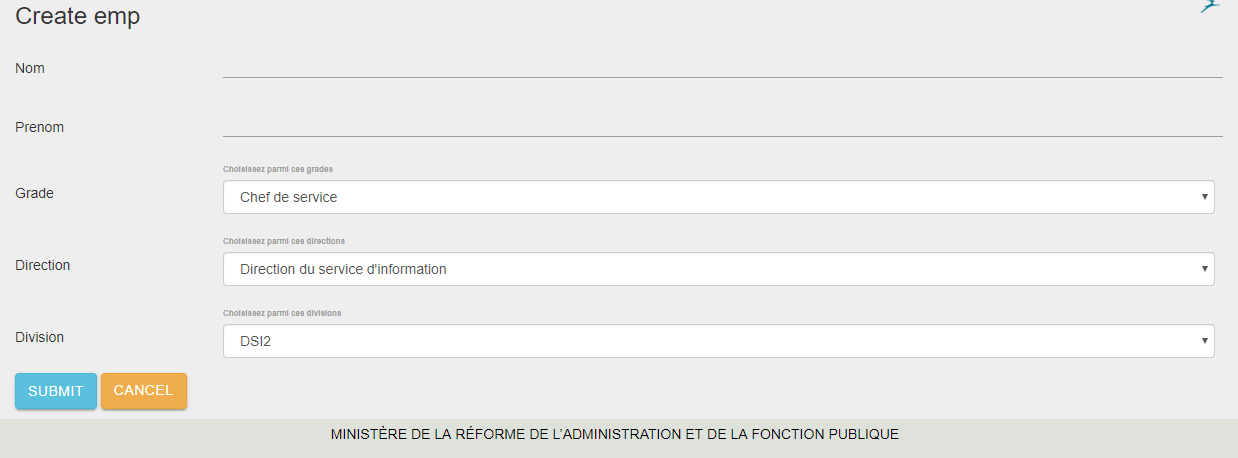 Create emp
Nom
Prenom
Choisissez parmi ces grades
Grade
Chef de service
Choisissez parmi ces directions
Direction
Direction du service d'information
Choisissez parmi ces divisions
Division
DSI2
SUBMIT CANCEL
MINISTÈRE DE LA RÉFORME DE L'ADMINISTRATION ET DE LA FONCTION PUBLIQUE